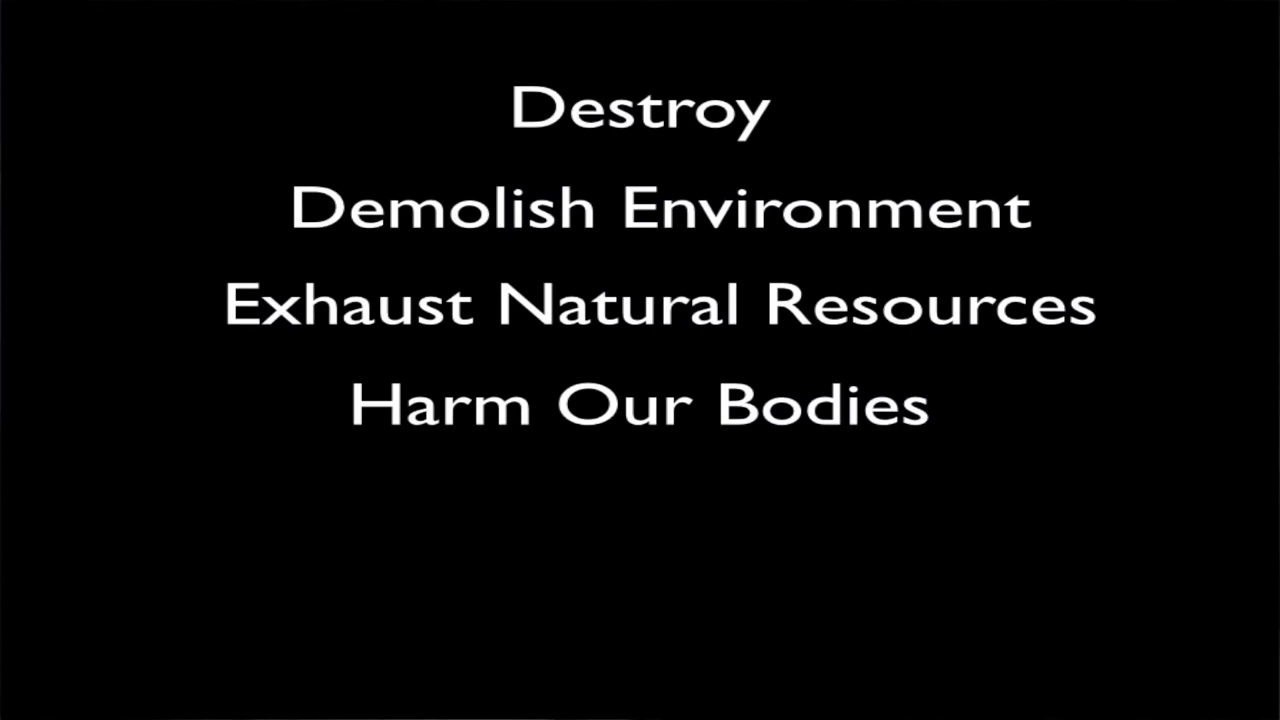 Destroy
Demolish Environment
Exhaust Natural Resources
Harm Our Bodies